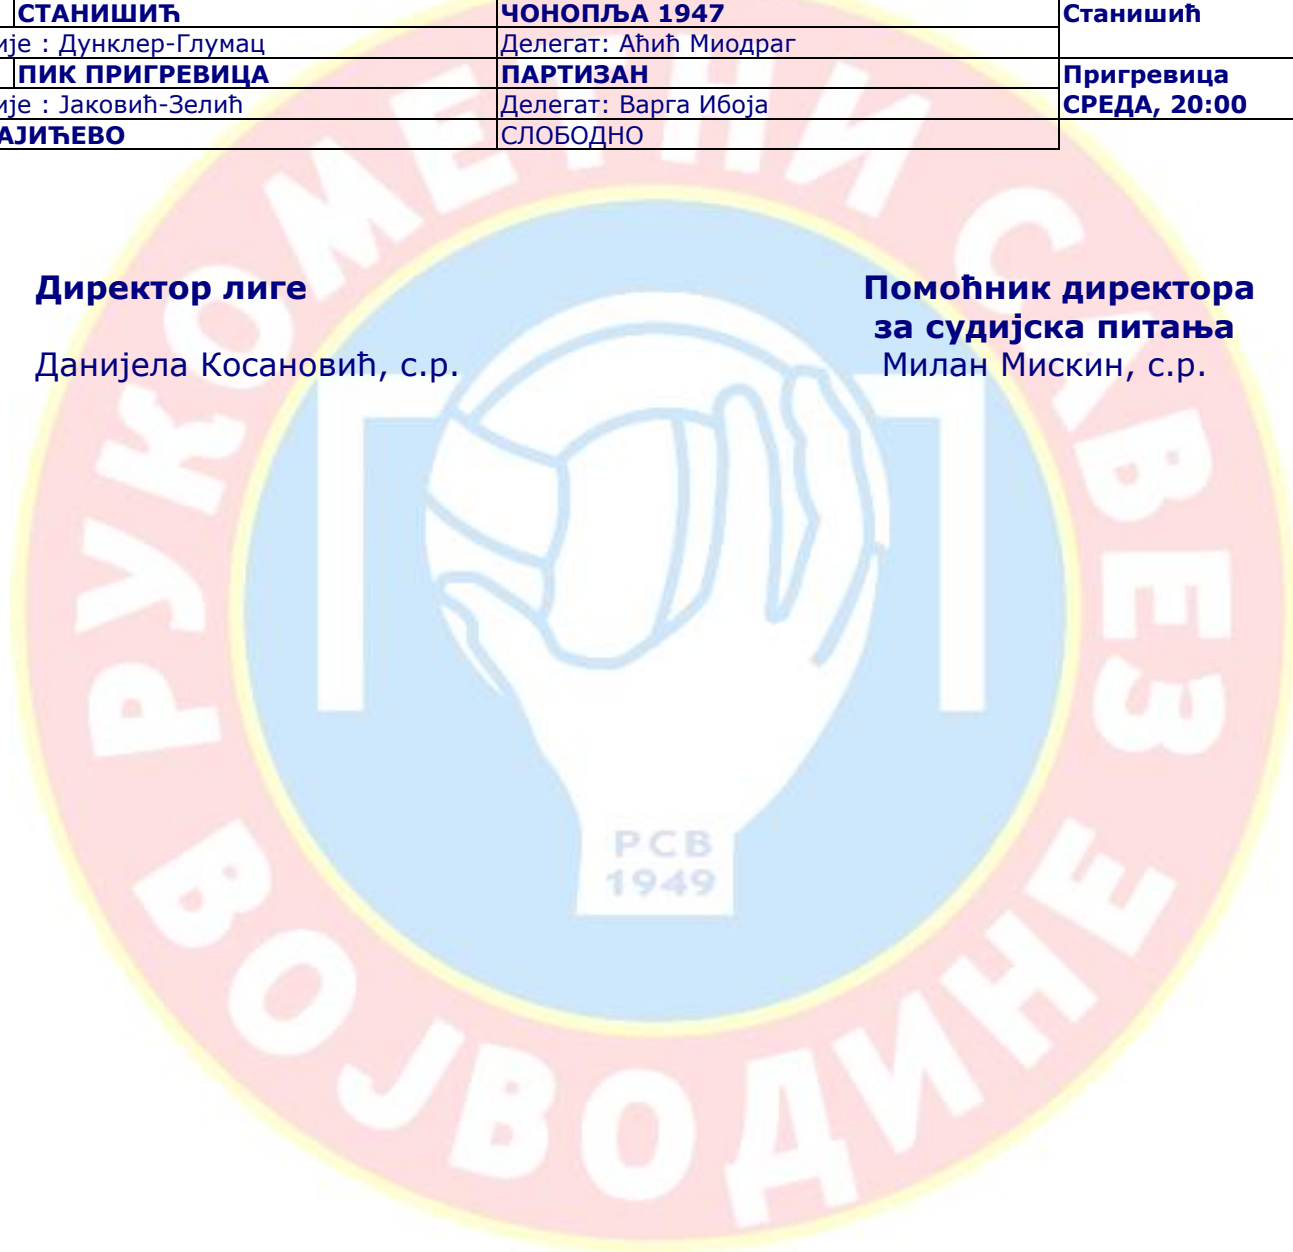 СТАНИШИЋ ЧОНОПЉА 1947 Станишић
ије : Дунклер-Глумац Делегат: Аћић Миодраг
ПИК ПРИГРЕВИЦА ПАРТИЗАН Пригревица
ије : Јаковић-Зелић Делегат: Варга Ибоја СРЕДА, 20:00
АЈИЋЕВО СЛОБОДНО
Директор лиге Помоћник директора
за судијска питања
Данијела Косановић, с.р. Милан Мискин, с.р.
РУКОМЕТНИ САВЕЗ
ВОЈВОДИНЕ
РСВ
1949